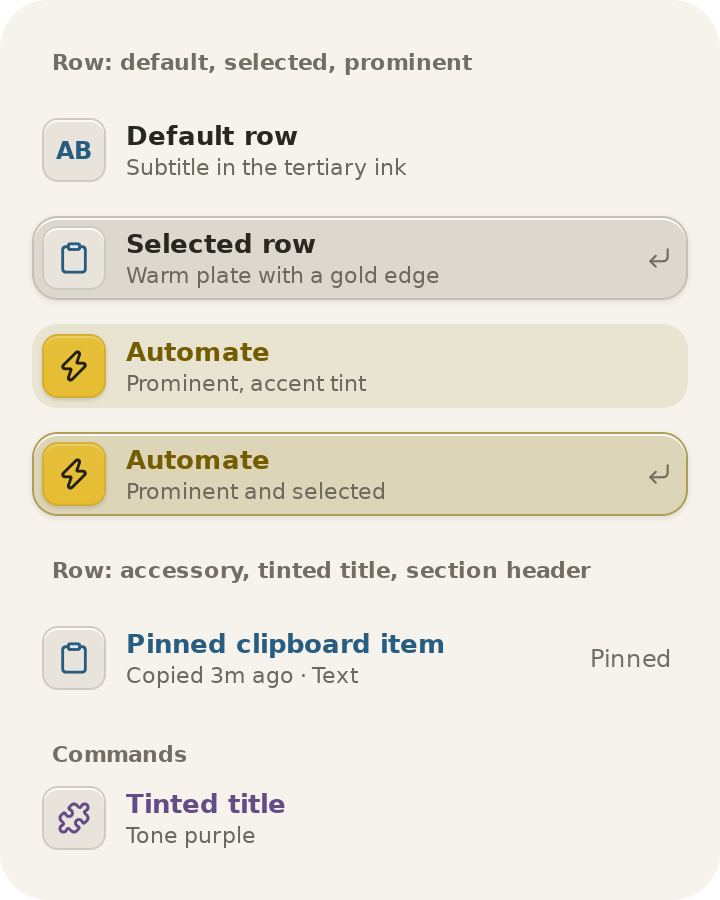 Row: default, selected, prominent
AB
Default row
Subtitle in the tertiary ink
Selected row
Warm plate with a gold edge
Automate
Prominent, accent tint
Automate
Prominent and selected
Row: accessory, tinted title, section header
Pinned clipboard item
Copied 3m ago · Text
Pinned
Commands
Tinted title
Tone purple